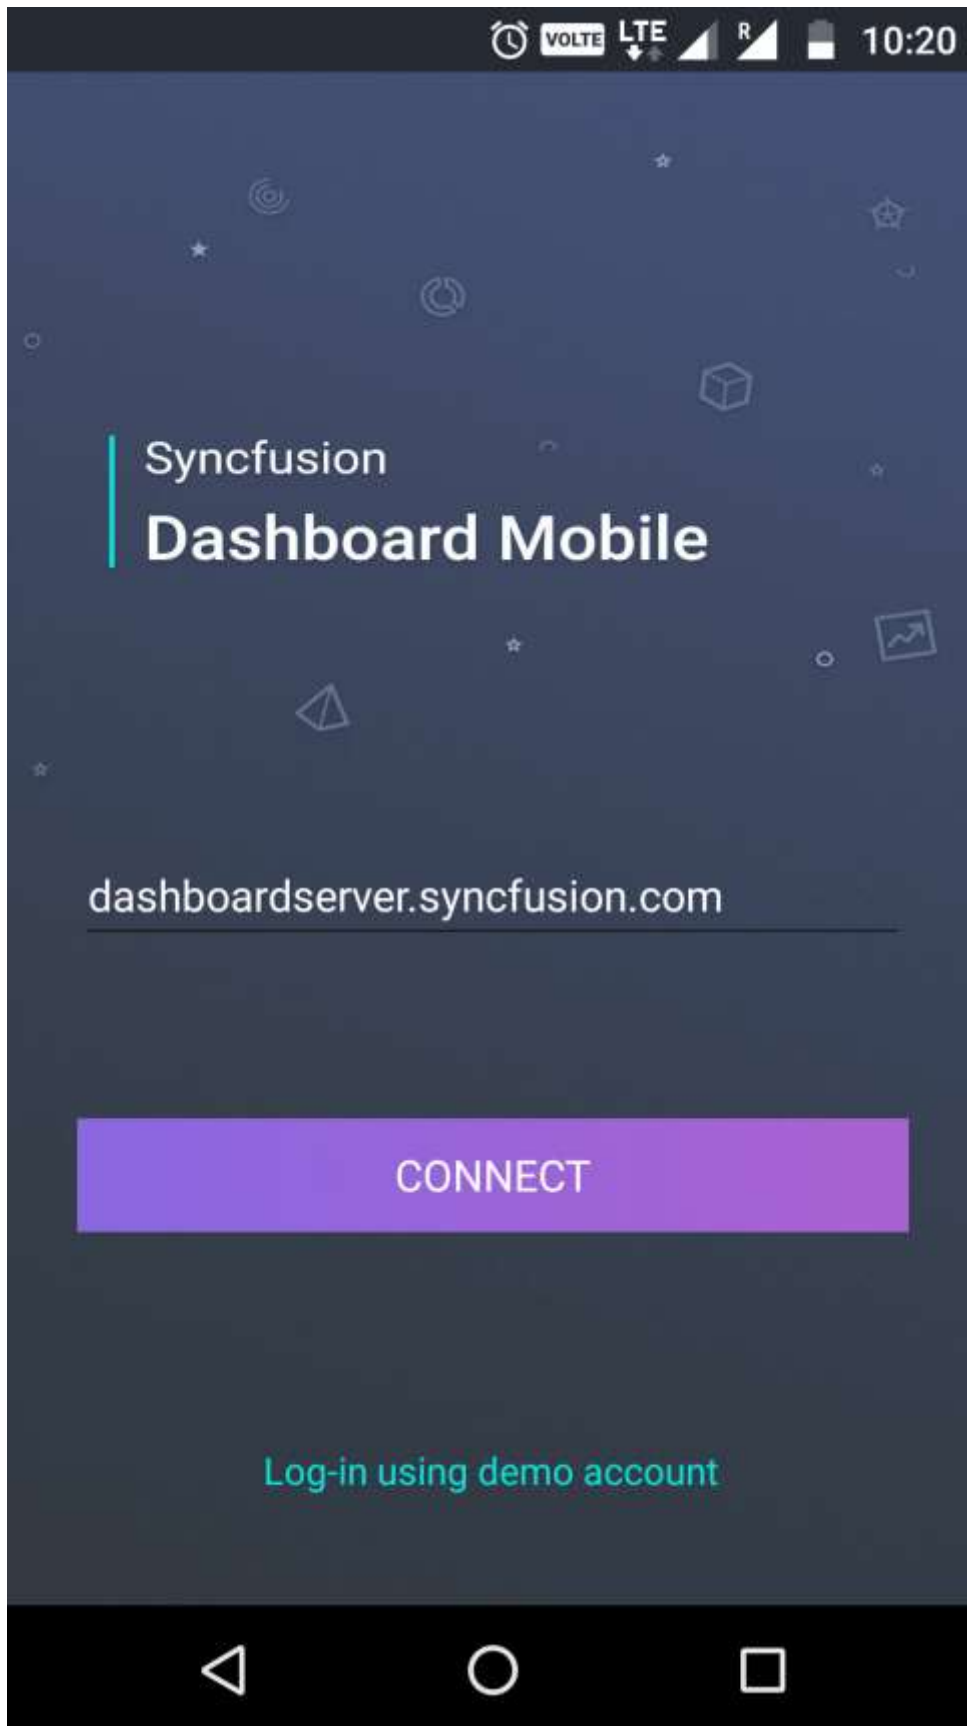 VOLTE LTE R 10:20
Syncfusion
Dashboard Mobile
dashboardserver.syncfusion.com
CONNECT
Log-in using demo account